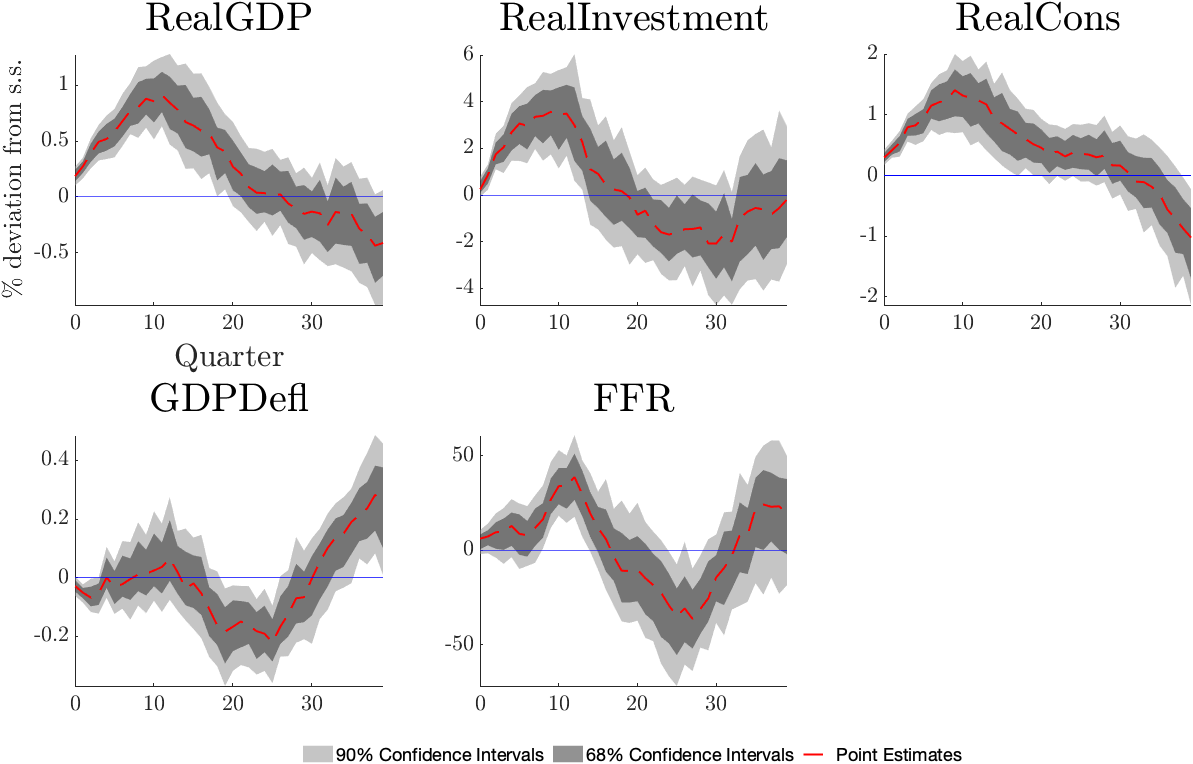 RealGDP
% deviation from s.s.
1
0.5
0
-0.5
0 10 20 30
Quarter
RealInvestment
6
4
2
0
-2
-4
0 10 20 30
RealCons
2
1
0
-1
-2
0 10 20 30
GDPDefl
0.4
0.2
0
-0.2
0 10 20 30
FFR
50
0
-50
0 10 20 30
90% Confidence Intervals 68% Confidence Intervals Point Estimates